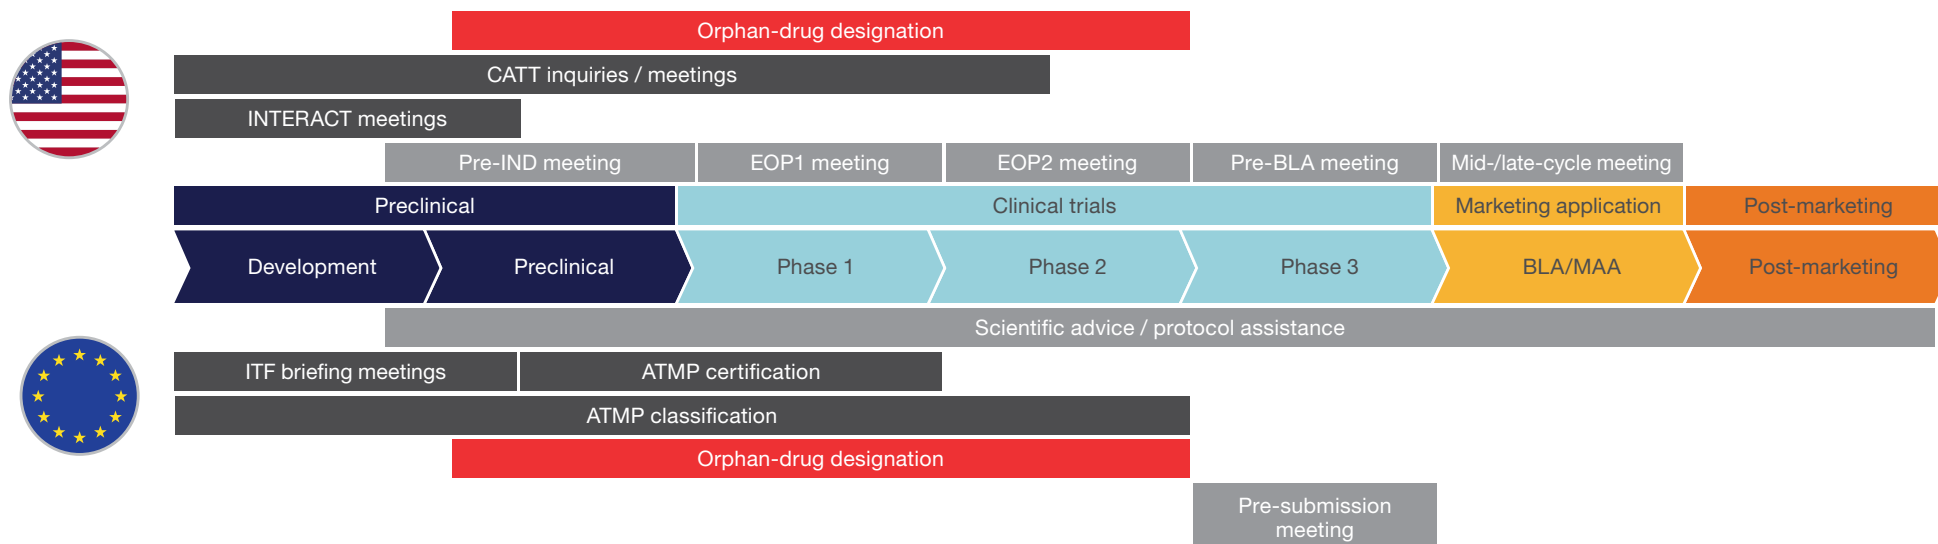 Orphan-drug designation
CATT inquiries / meetings
INTERACT meetings
Pre-IND meeting
EOP1 meeting
EOP2 meeting
Pre-BLA meeting
Mid-/late-cycle meeting
Preclinical
Clinical trials
Marketing application
Post-marketing
Development
Preclinical
Phase 1
Phase 2
Phase 3
BLA/MAA
Post-marketing
Scientific advice / protocol assistance
ITF briefing meetings
ATMP certification
ATMP classification
Orphan-drug designation
Pre-submission
meeting